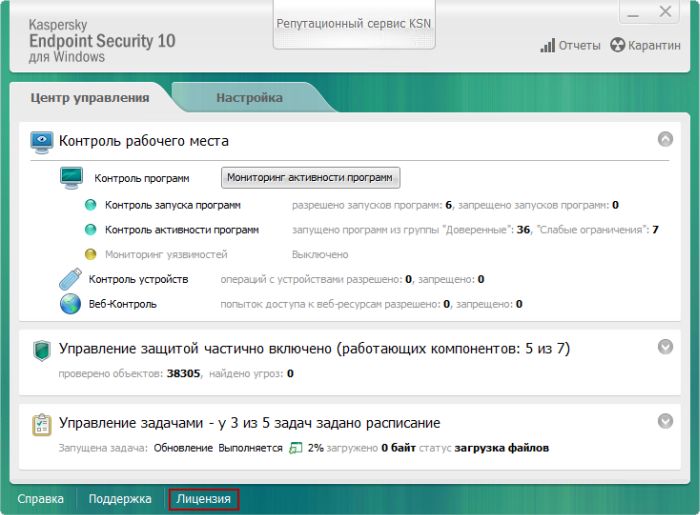 Kaspersky
Endpoint Security 10
для Windows
Репутационный сервис KSN
Отчеты
Карантин
Центр управления
Настройка
Контроль рабочего места
Контроль программ
Мониторинг активности программ
Контроль запуска программ
разрешено запусков программ: 6, запрещено запусков программ: 0
Контроль активности программ
запущено программ из группы "Доверенные": 36, "Слабые ограничения": 7
Мониторинг уязвимостей
Выключено
Контроль устройств
операций с устройствами разрешено: 0, запрещено: 0
Веб-Контроль
попыток доступа к веб-ресурсам разрешено: 0, запрещено: 0
Управление защитой частично включено (работающих компонентов: 5 из 7)
проверено объектов: 38305, найдено угроз: 0
Управление задачами - у 3 из 5 задач задано расписание
Запущена задача: Обновление Выполняется 2% загружено 0 байт статус загрузка файлов
Справка
Поддержка
Лицензия